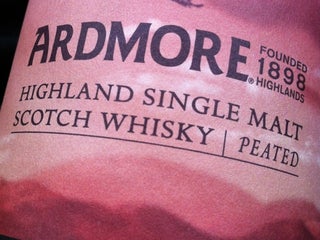 ARDMORE®
FOUNDED
1898
HIGHLANDS
HIGHLAND SINGLE MALT
SCOTCH WHISKY | PEATED